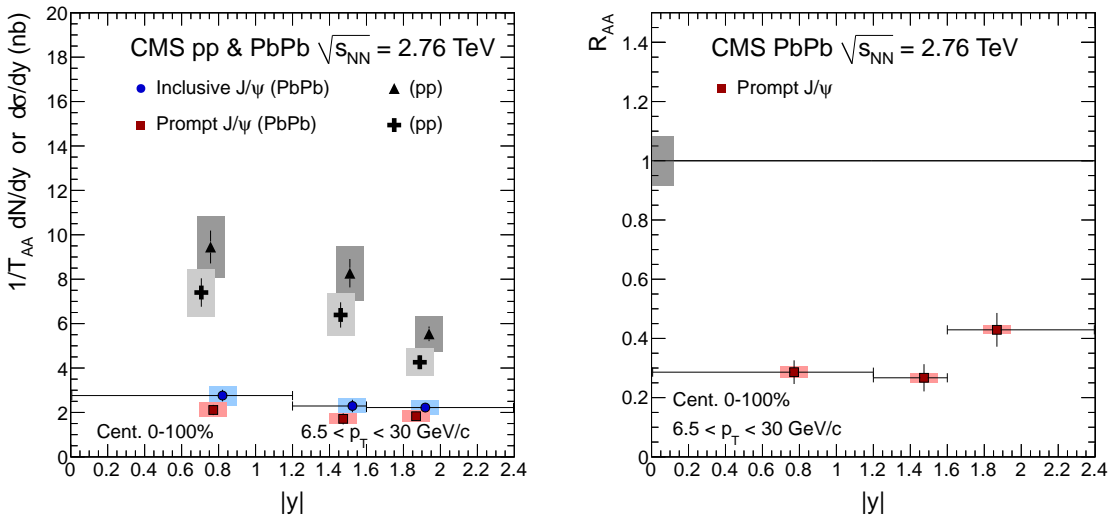 CMS pp & PbPb √s_NN = 2.76 TeV
Inclusive J/ψ (PbPb)
(pp)
Prompt J/ψ (PbPb)
(pp)
1/T_AA dN/dy or dσ/dy (nb)
20
18
16
14
12
10
8
6
4
2
0
Cent. 0-100%
6.5 < p_T < 30 GeV/c
0 0.2 0.4 0.6 0.8 1 1.2 1.4 1.6 1.8 2 2.2 2.4
|y|
CMS PbPb √s_NN = 2.76 TeV
Prompt J/ψ
R_AA
1.4
1.2
1
0.8
0.6
0.4
0.2
0
Cent. 0-100%
6.5 < p_T < 30 GeV/c
0 0.2 0.4 0.6 0.8 1 1.2 1.4 1.6 1.8 2 2.2 2.4
|y|